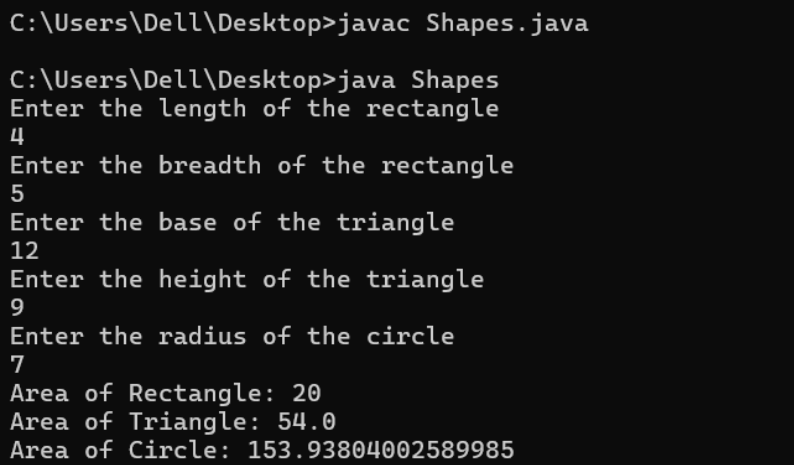 C:\Users\Dell\Desktop>javac Shapes.java
C:\Users\Dell\Desktop>java Shapes
Enter the length of the rectangle
4
Enter the breadth of the rectangle
5
Enter the base of the triangle
12
Enter the height of the triangle
9
Enter the radius of the circle
7
Area of Rectangle: 20
Area of Triangle: 54.0
Area of Circle: 153.93804002589985